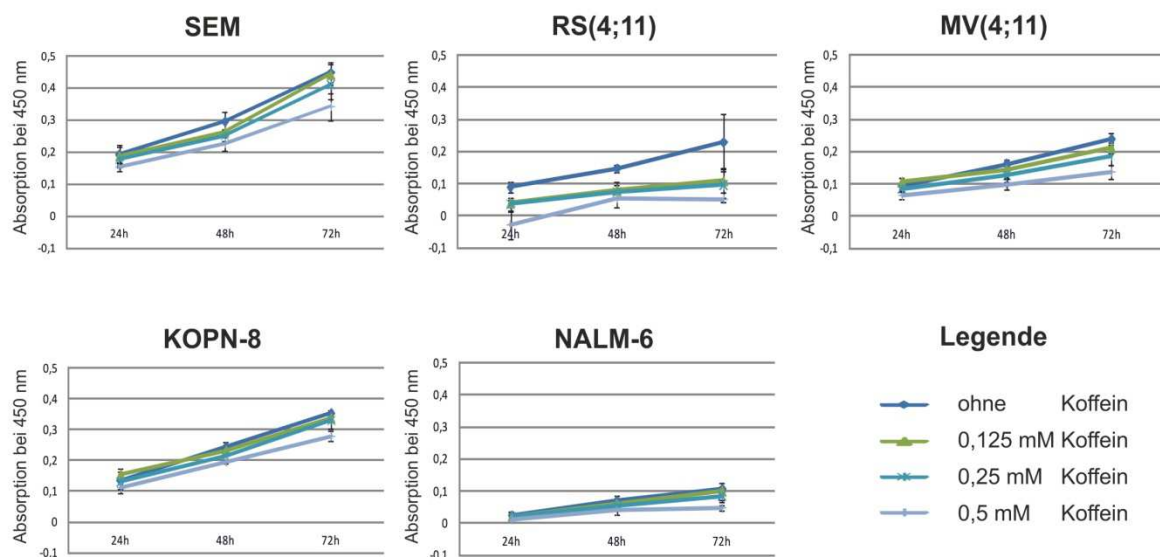 SEM
Absorption bei 450 nm
0,5
0,4
0,3
0,2
0,1
0
-0,1
24h 48h 72h
RS(4;11)
Absorption bei 450 nm
0,5
0,4
0,3
0,2
0,1
0
-0,1
24h 48h 72h
MV(4;11)
Absorption bei 450 nm
0,5
0,4
0,3
0,2
0,1
0
-0,1
24h 48h 72h
KOPN-8
Absorption bei 450 nm
0,5
0,4
0,3
0,2
0,1
0
-0,1
24h 48h 72h
NALM-6
Absorption bei 450 nm
0,5
0,4
0,3
0,2
0,1
0
-0,1
24h 48h 72h
Legende
ohne Koffein
0,125 mM Koffein
0,25 mM Koffein
0,5 mM Koffein